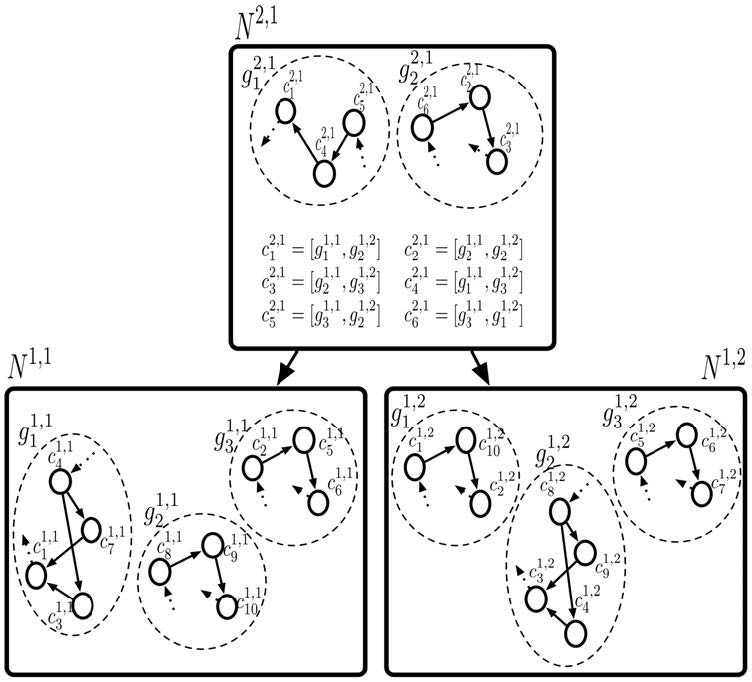 N^{2,1}
g_1^{2,1}
g_2^{2,1}
c_1^{2,1}
c_5^{2,1}
c_4^{2,1}
c_6^{2,1}
c_2^{2,1}
c_3^{2,1}
c_1^{2,1} = [g_1^{1,1}, g_2^{1,2}] c_2^{2,1} = [g_2^{1,1}, g_2^{1,2}]
c_3^{2,1} = [g_2^{1,1}, g_3^{1,2}] c_4^{2,1} = [g_1^{1,1}, g_3^{1,2}]
c_5^{2,1} = [g_3^{1,1}, g_2^{1,2}] c_6^{2,1} = [g_3^{1,1}, g_1^{1,2}]
N^{1,1}
g_1^{1,1}
c_4^{1,1}
c_7^{1,1}
c_1^{1,1}
c_3^{1,1}
g_2^{1,1}
c_8^{1,1}
c_9^{1,1}
c_{10}^{1,1}
g_3^{1,1}
c_2^{1,1}
c_5^{1,1}
c_6^{1,1}
N^{1,2}
g_1^{1,2}
c_1^{1,2}
c_{10}^{1,2}
c_2^{1,2}
g_2^{1,2}
c_8^{1,2}
c_9^{1,2}
c_3^{1,2}
c_4^{1,2}
g_3^{1,2}
c_5^{1,2}
c_6^{1,2}
c_7^{1,2}